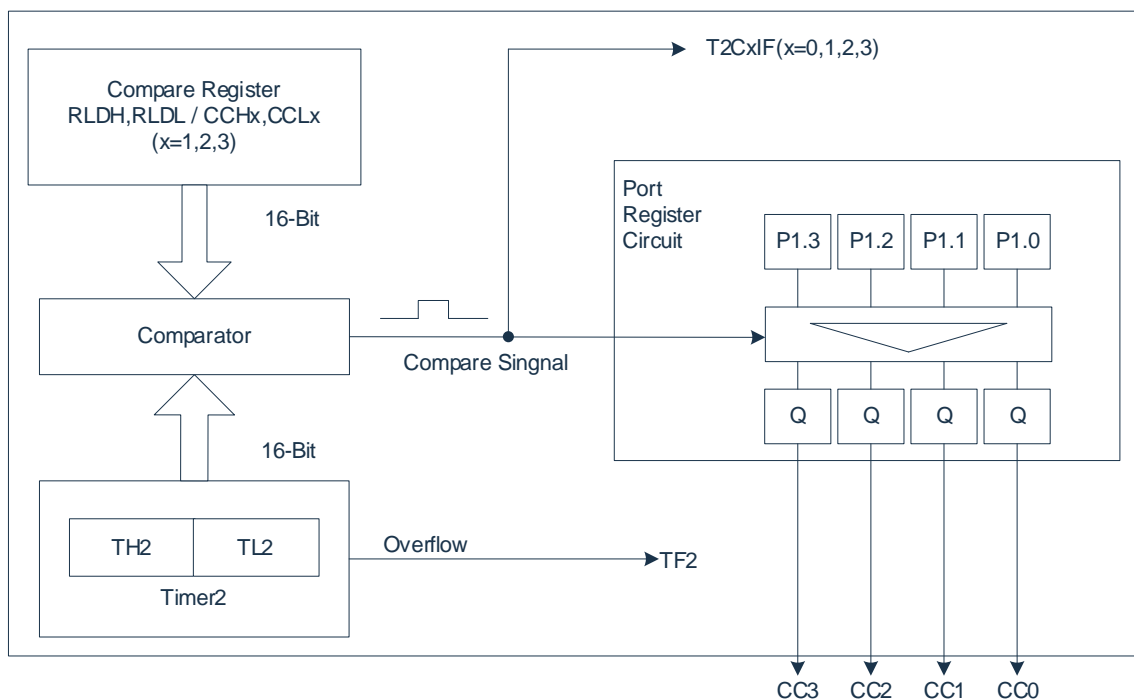 T2CxIF(x=0,1,2,3)
Compare Register
RLDH,RLDL / CCHx,CCLx
(x=1,2,3)
16-Bit
Port
Register
Circuit
P1.3 P1.2 P1.1 P1.0
Comparator
Compare Singnal
Q Q Q Q
16-Bit
TH2 TL2
Timer2
Overflow
TF2
CC3 CC2 CC1 CC0